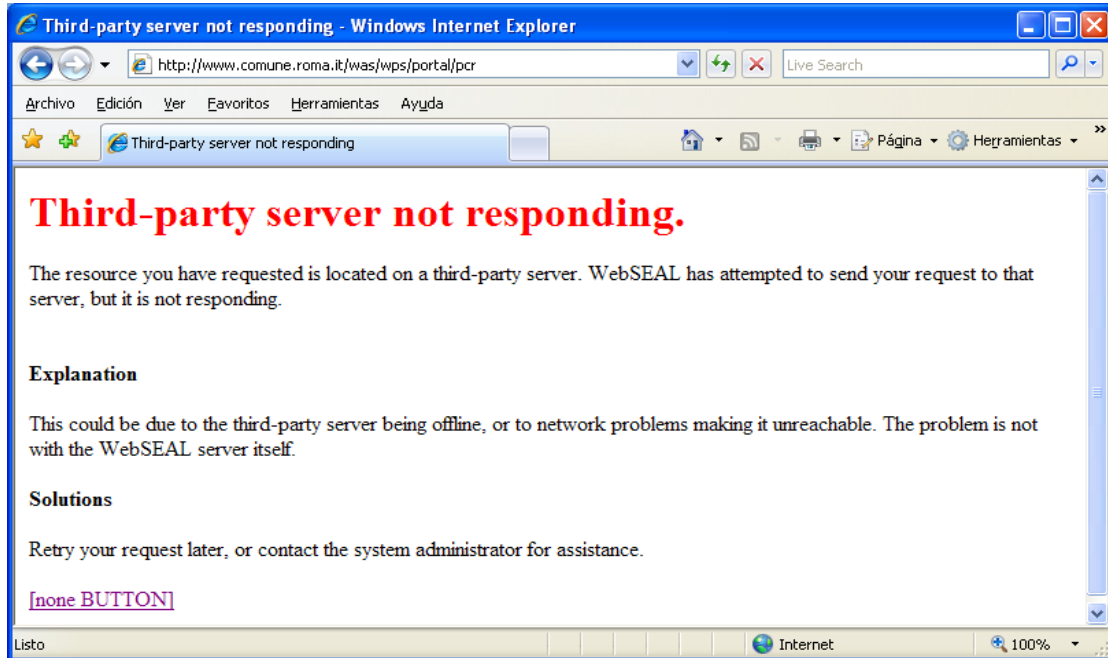 Third-party server not responding - Windows Internet Explorer
http://www.comune.roma.it/was/wps/portal/pcr
Live Search
Archivo Edición Ver Favoritos Herramientas Ayuda
Third-party server not responding
Página
Herramientas
Third-party server not responding.
The resource you have requested is located on a third-party server. WebSEAL has attempted to send your request to that
server, but it is not responding.
Explanation
This could be due to the third-party server being offline, or to network problems making it unreachable. The problem is not
with the WebSEAL server itself.
Solutions
Retry your request later, or contact the system administrator for assistance.
[none BUTTON]
Listo
Internet
100%